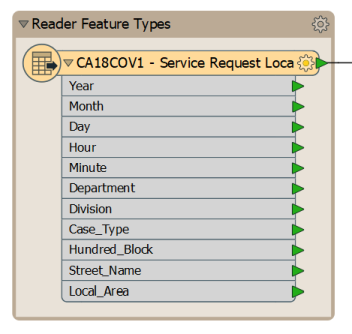 Reader Feature Types
CA18COV1 - Service Request Loca
Year
Month
Day
Hour
Minute
Department
Division
Case_Type
Hundred_Block
Street_Name
Local_Area